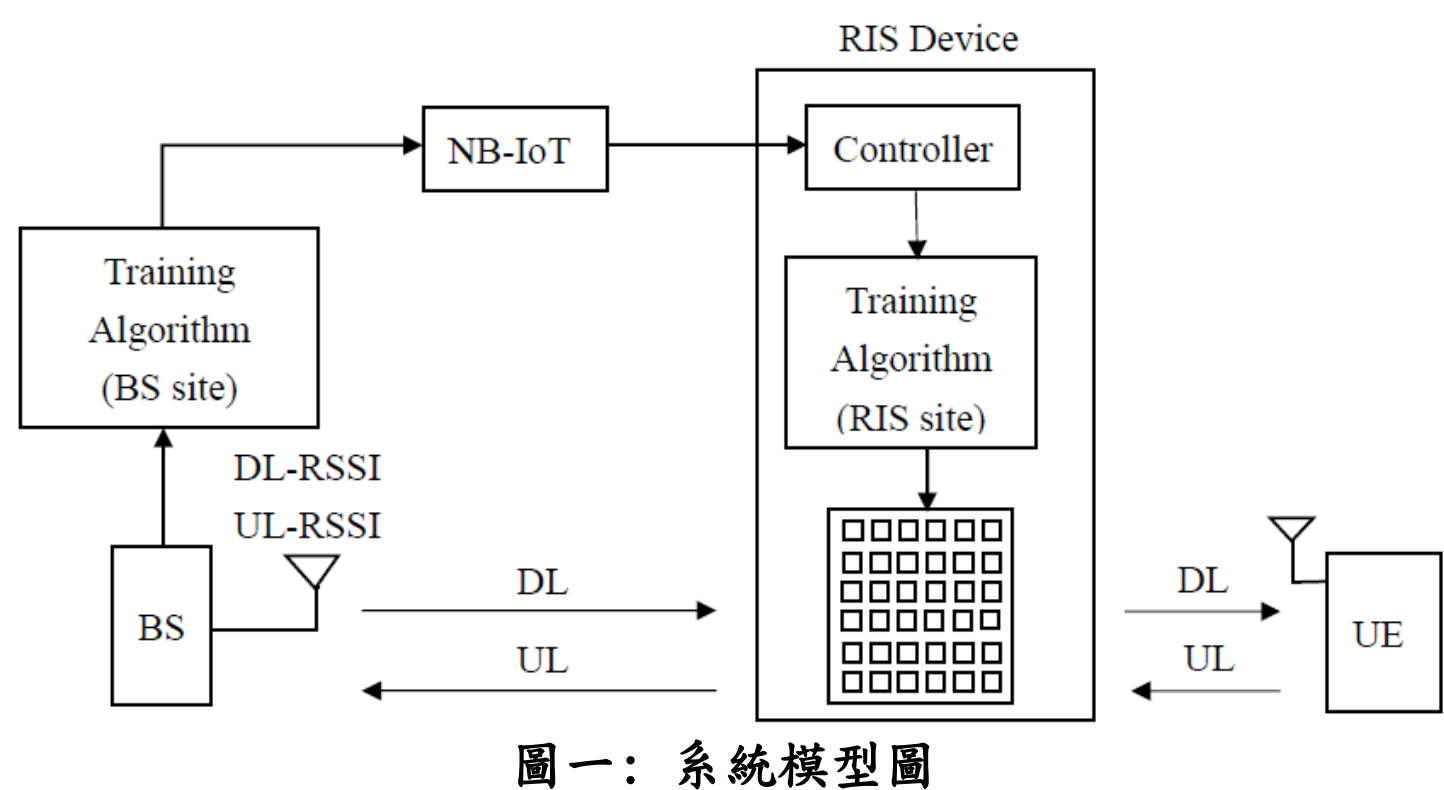 RIS Device
NB-IoT
Controller
Training
Algorithm
(BS site)
Training
Algorithm
(RIS site)
DL-RSSI
UL-RSSI
BS
DL
UL
DL
UL
UE
圖一：系統模型圖